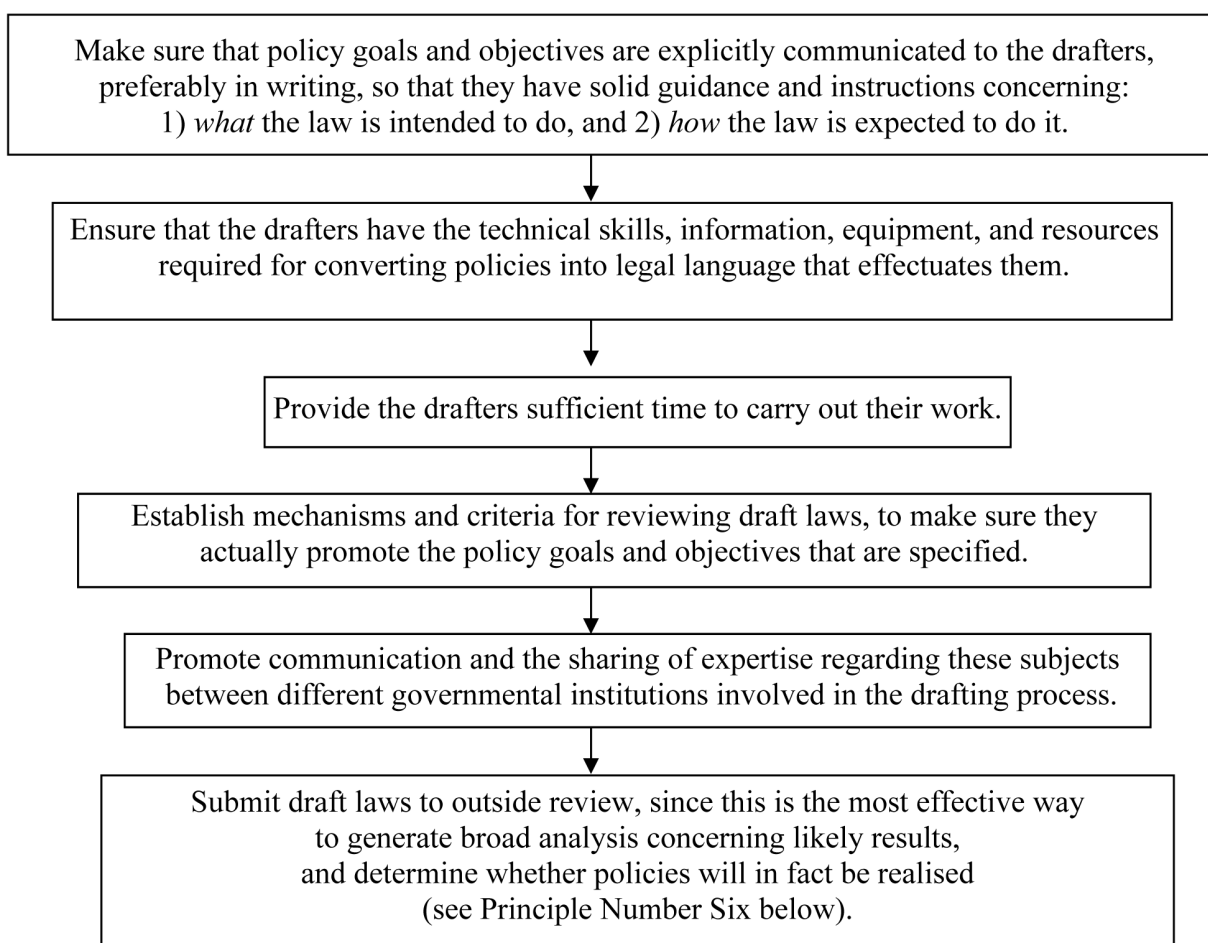 Make sure that policy goals and objectives are explicitly communicated to the drafters,
preferably in writing, so that they have solid guidance and instructions concerning:
1) what the law is intended to do, and 2) how the law is expected to do it.
Ensure that the drafters have the technical skills, information, equipment, and resources
required for converting policies into legal language that effectuates them.
Provide the drafters sufficient time to carry out their work.
Establish mechanisms and criteria for reviewing draft laws, to make sure they
actually promote the policy goals and objectives that are specified.
Promote communication and the sharing of expertise regarding these subjects
between different governmental institutions involved in the drafting process.
Submit draft laws to outside review, since this is the most effective way
to generate broad analysis concerning likely results,
and determine whether policies will in fact be realised
(see Principle Number Six below).